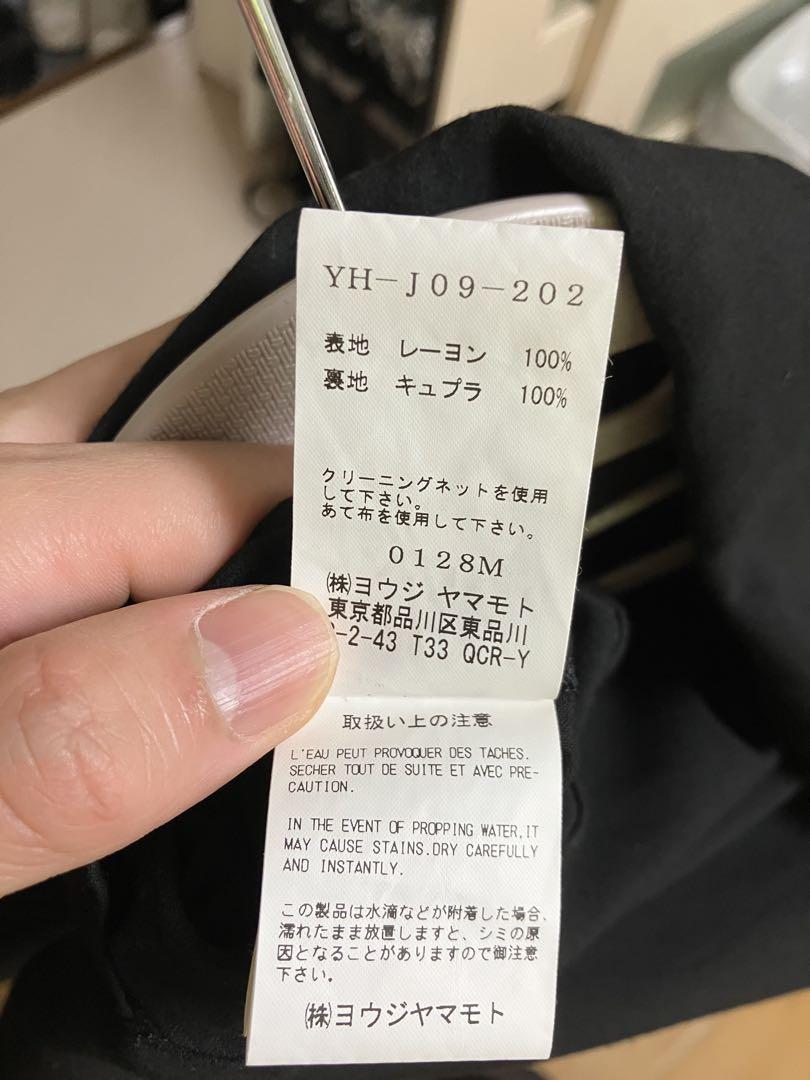 YH－J09－202
表地　レーヨン　100%
裏地　キュプラ　100%
クリーニングネットを使用
して下さい。
あて布を使用して下さい。
0128M
㈱ヨウジ ヤマモト
東京都品川区東品川
-2-43 T33 QCR-Y
取扱い上の注意
L'EAU PEUT PROVOQUER DES TACHES.
SECHER TOUT DE SUITE ET AVEC PRE-
CAUTION.
IN THE EVENT OF PROPPING WATER,IT
MAY CAUSE STAINS.DRY CAREFULLY
AND INSTANTLY.
この製品は水滴などが附着した場合、
濡れたまま放置しますと、シミの原
因となることがありますので御注意
下さい。
㈱ヨウジヤマモト